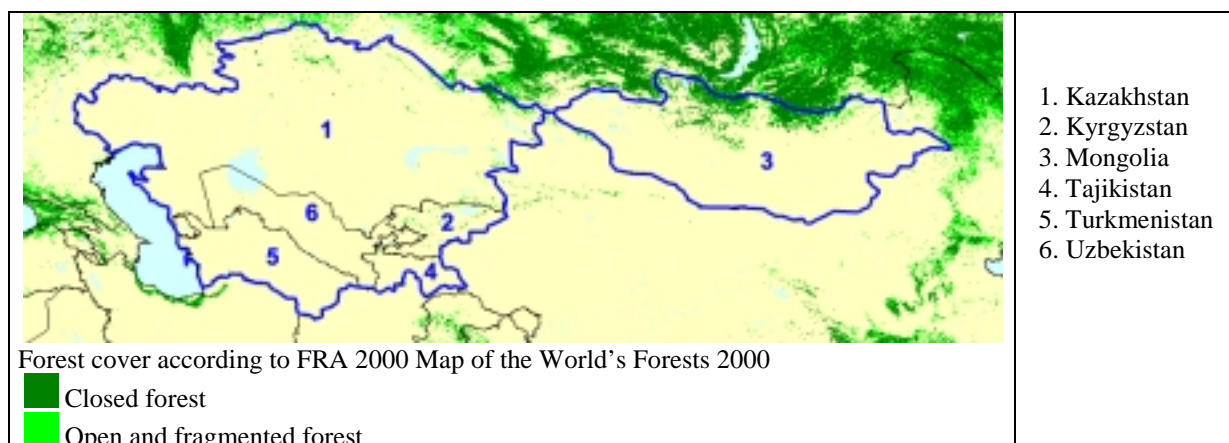 1
2
3
4
5
6
1. Kazakhstan
2. Kyrgyzstan
3. Mongolia
4. Tajikistan
5. Turkmenistan
6. Uzbekistan
Forest cover according to FRA 2000 Map of the World's Forests 2000
Closed forest
Open and fragmented forest